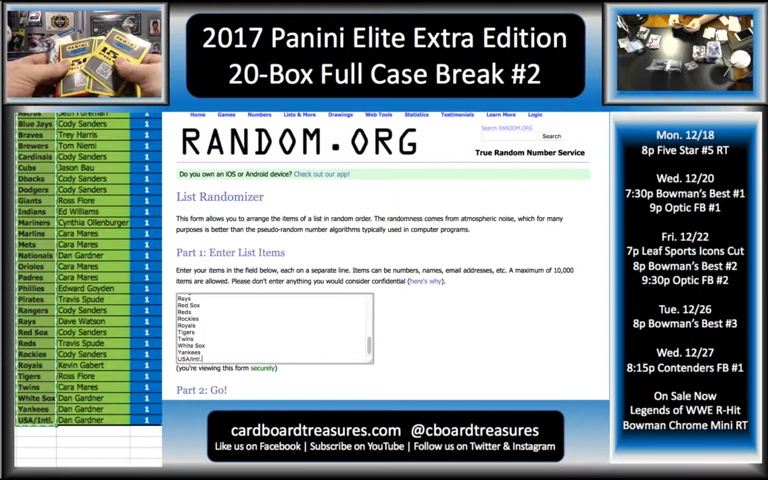 2017 Panini Elite Extra Edition
20-Box Full Case Break #2
Astros Seth Foreman
Blue Jays Cody Sanders 1
Braves Trey Harris 1
Brewers Tom Niemi 1
Cardinals Cody Sanders 1
Cubs Jason Bau 1
Dbacks Cody Sanders 1
Dodgers Cody Sanders 1
Giants Ross Flore 1
Indians Ed Williams 1
Mariners Cynthia Ollenburger 1
Marlins Cara Mares 1
Mets Cara Mares 1
Nationals Dan Gardner 1
Orioles Cara Mares 1
Padres Cara Mares 1
Phillies Edward Goyden 1
Pirates Travis Spude 1
Rangers Cody Sanders 1
Rays Dave Watson 1
Red Sox Cody Sanders 1
Reds Travis Spude 1
Rockies Cody Sanders 1
Royals Kevin Gabert 1
Tigers Ross Flore 1
Twins Cara Mares 1
White Sox Dan Gardner 1
Yankees Dan Gardner 1
USA/Intl. Dan Gardner 1
Home Games Numbers Lists & More Drawings Web Tools Statistics Testimonials Learn More Login
RANDOM.ORG
Search RANDOM.ORG
Search
True Random Number Service
Do you own an iOS or Android device? Check out our app!
List Randomizer
This form allows you to arrange the items of a list in random order. The randomness comes from atmospheric noise, which for many
purposes is better than the pseudo-random number algorithms typically used in computer programs.
Part 1: Enter List Items
Enter your items in the field below, each on a separate line. Items can be numbers, names, email addresses, etc. A maximum of 10,000
items are allowed. Please don't enter anything you would consider confidential (here's why).
Rays
Red Sox
Reds
Rockies
Royals
Tigers
Twins
White Sox
Yankees
USA/Intl.
(you're viewing this form securely)
Part 2: Go!
Mon. 12/18
8p Five Star #5 RT
Wed. 12/20
7:30p Bowman's Best #1
9p Optic FB #1
Fri. 12/22
7p Leaf Sports Icons Cut
8p Bowman's Best #2
9:30p Optic FB #2
Tue. 12/26
8p Bowman's Best #3
Wed. 12/27
8:15p Contenders FB #1
On Sale Now
Legends of WWE R-Hit
Bowman Chrome Mini RT
cardboardtreasures.com @cboardtreasures
Like us on Facebook | Subscribe on YouTube | Follow us on Twitter & Instagram